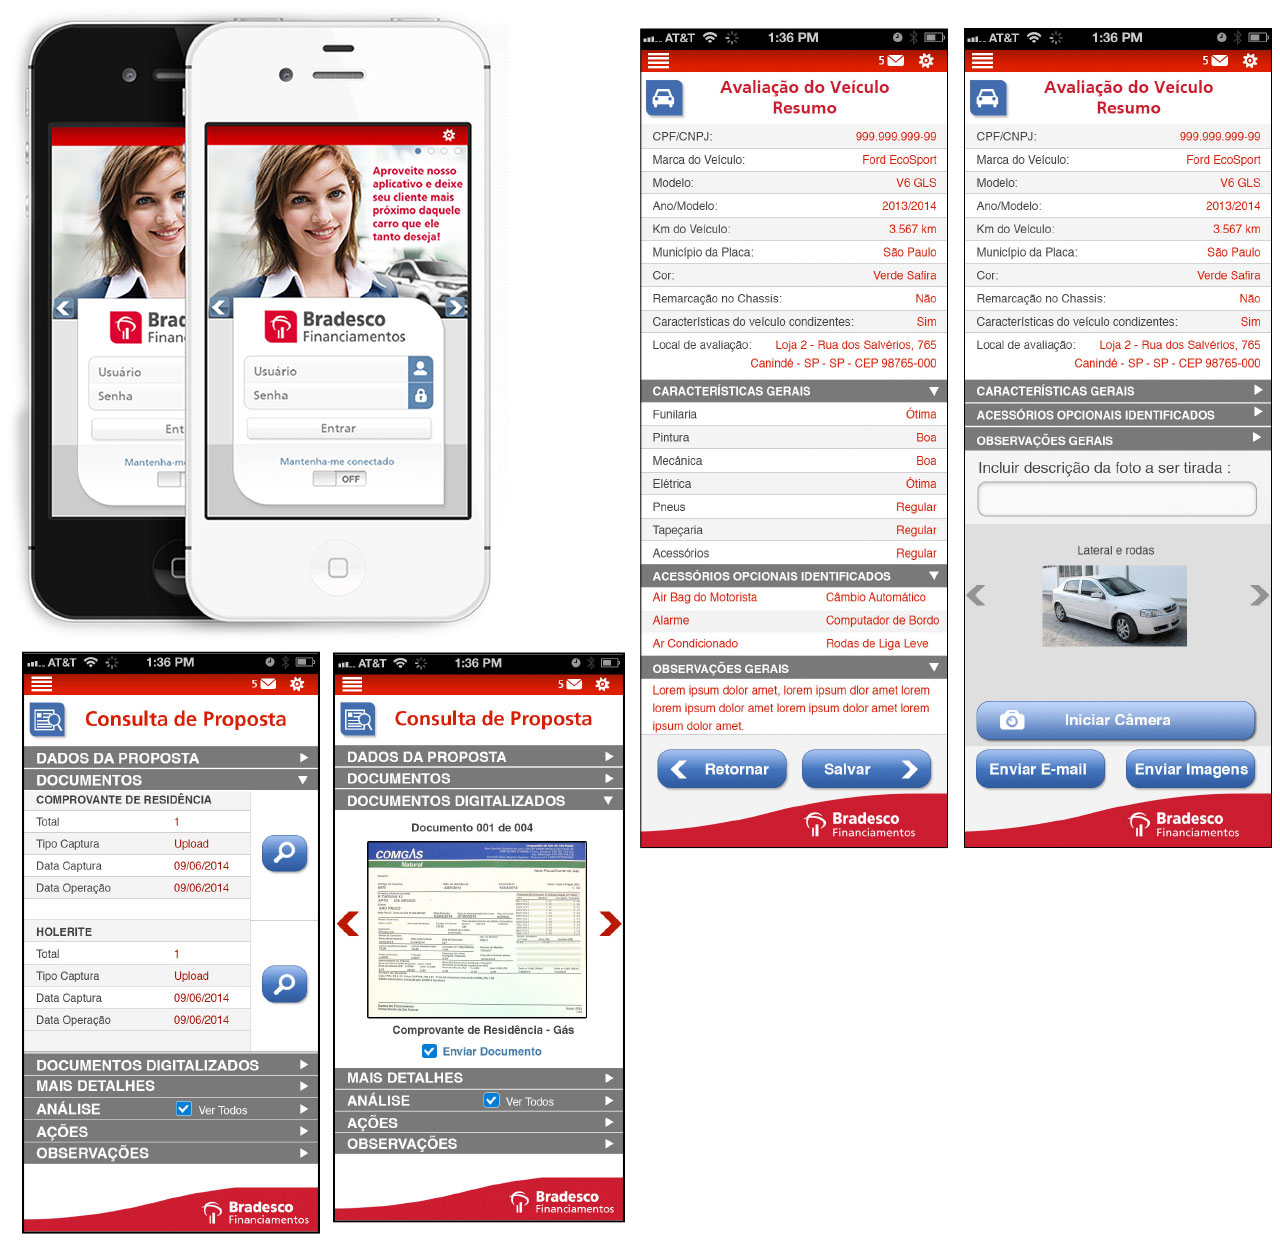 Aproveite nosso
aplicativo e deixe
seu cliente mais
próximo daquele
carro que ele
tanto deseja!
Brad
Finan
Usuário
Senha
Ent
Mantenha-me
Bradesco
Financiamentos
Usuário
Senha
Entrar
Mantenha-me conectado
OFF
AT&T 1:36 PM
5
Avaliação do Veículo
Resumo
CPF/CNPJ: 999.999.999-99
Marca do Veículo: Ford EcoSport
Modelo: V6 GLS
Ano/Modelo: 2013/2014
Km do Veículo: 3.567 km
Município da Placa: São Paulo
Cor: Verde Safira
Remarcação no Chassis: Não
Características do veículo condizentes: Sim
Local de avaliação: Loja 2 - Rua dos Salvérios, 765
Canindé - SP - SP - CEP 98765-000
CARACTERÍSTICAS GERAIS
Funilaria Ótima
Pintura Boa
Mecânica Boa
Elétrica Ótima
Pneus Regular
Tapeçaria Regular
Acessórios Regular
ACESSÓRIOS OPCIONAIS IDENTIFICADOS
Air Bag do Motorista Câmbio Automático
Alarme Computador de Bordo
Ar Condicionado Rodas de Liga Leve
OBSERVAÇÕES GERAIS
Lorem ipsum dolor amet, lorem ipsum dlor amet lorem
lorem ipsum dolor amet lorem ipsum dolor amet lorem
ipsum dolor amet.
Retornar Salvar
Bradesco
Financiamentos
AT&T 1:36 PM
5
Avaliação do Veículo
Resumo
CPF/CNPJ: 999.999.999-99
Marca do Veículo: Ford EcoSport
Modelo: V6 GLS
Ano/Modelo: 2013/2014
Km do Veículo: 3.567 km
Município da Placa: São Paulo
Cor: Verde Safira
Remarcação no Chassis: Não
Características do veículo condizentes: Sim
Local de avaliação: Loja 2 - Rua dos Salvérios, 765
Canindé - SP - SP - CEP 98765-000
CARACTERÍSTICAS GERAIS
ACESSÓRIOS OPCIONAIS IDENTIFICADOS
OBSERVAÇÕES GERAIS
Incluir descrição da foto a ser tirada :
Lateral e rodas
Iniciar Câmera
Enviar E-mail Enviar Imagens
Bradesco
Financiamentos
AT&T 1:36 PM
5
Consulta de Proposta
DADOS DA PROPOSTA
DOCUMENTOS
COMPROVANTE DE RESIDÊNCIA
Total 1
Tipo Captura Upload
Data Captura 09/06/2014
Data Operação 09/06/2014
HOLERITE
Total 1
Tipo Captura Upload
Data Captura 09/06/2014
Data Operação 09/06/2014
DOCUMENTOS DIGITALIZADOS
MAIS DETALHES
ANÁLISE Ver Todos
AÇÕES
OBSERVAÇÕES
Bradesco
Financiamentos
AT&T 1:36 PM
5
Consulta de Proposta
DADOS DA PROPOSTA
DOCUMENTOS
DOCUMENTOS DIGITALIZADOS
Documento 001 de 004
COMGÁS
Natural
Comprovante de Residência - Gás
Enviar Documento
MAIS DETALHES
ANÁLISE Ver Todos
AÇÕES
OBSERVAÇÕES
Bradesco
Financiamentos